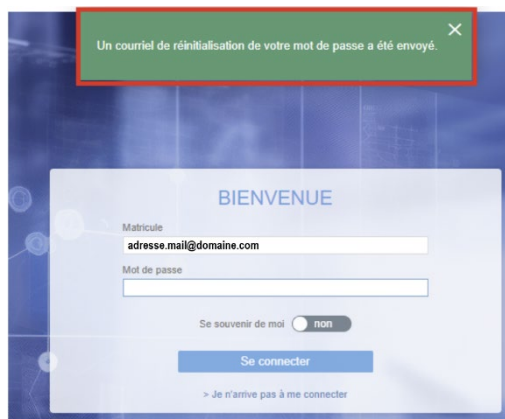 Un courriel de réinitialisation de votre mot de passe a été envoyé.
BIENVENUE
Matricule
adresse.mail@domaine.com
Mot de passe
Se souvenir de moi non
Se connecter
> Je n'arrive pas à me connecter